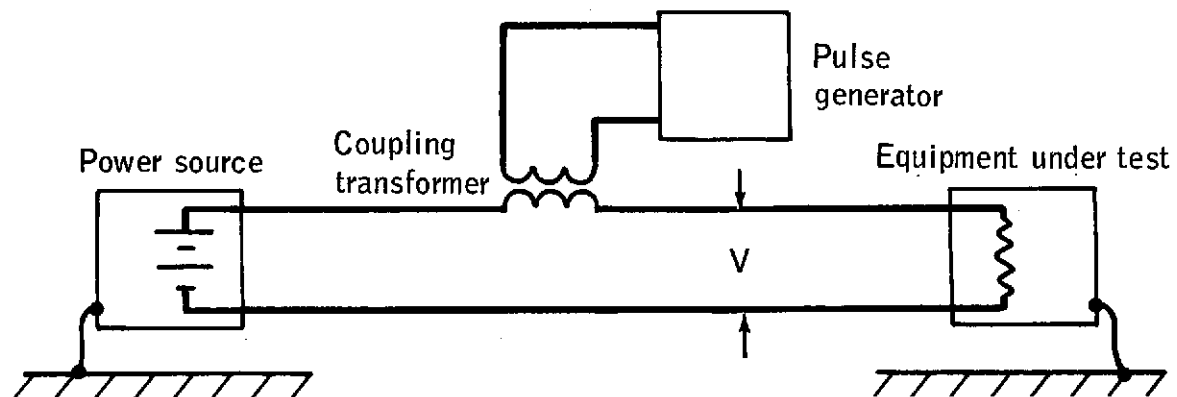 Pulse
generator
Coupling
transformer
Power source
Equipment under test
V